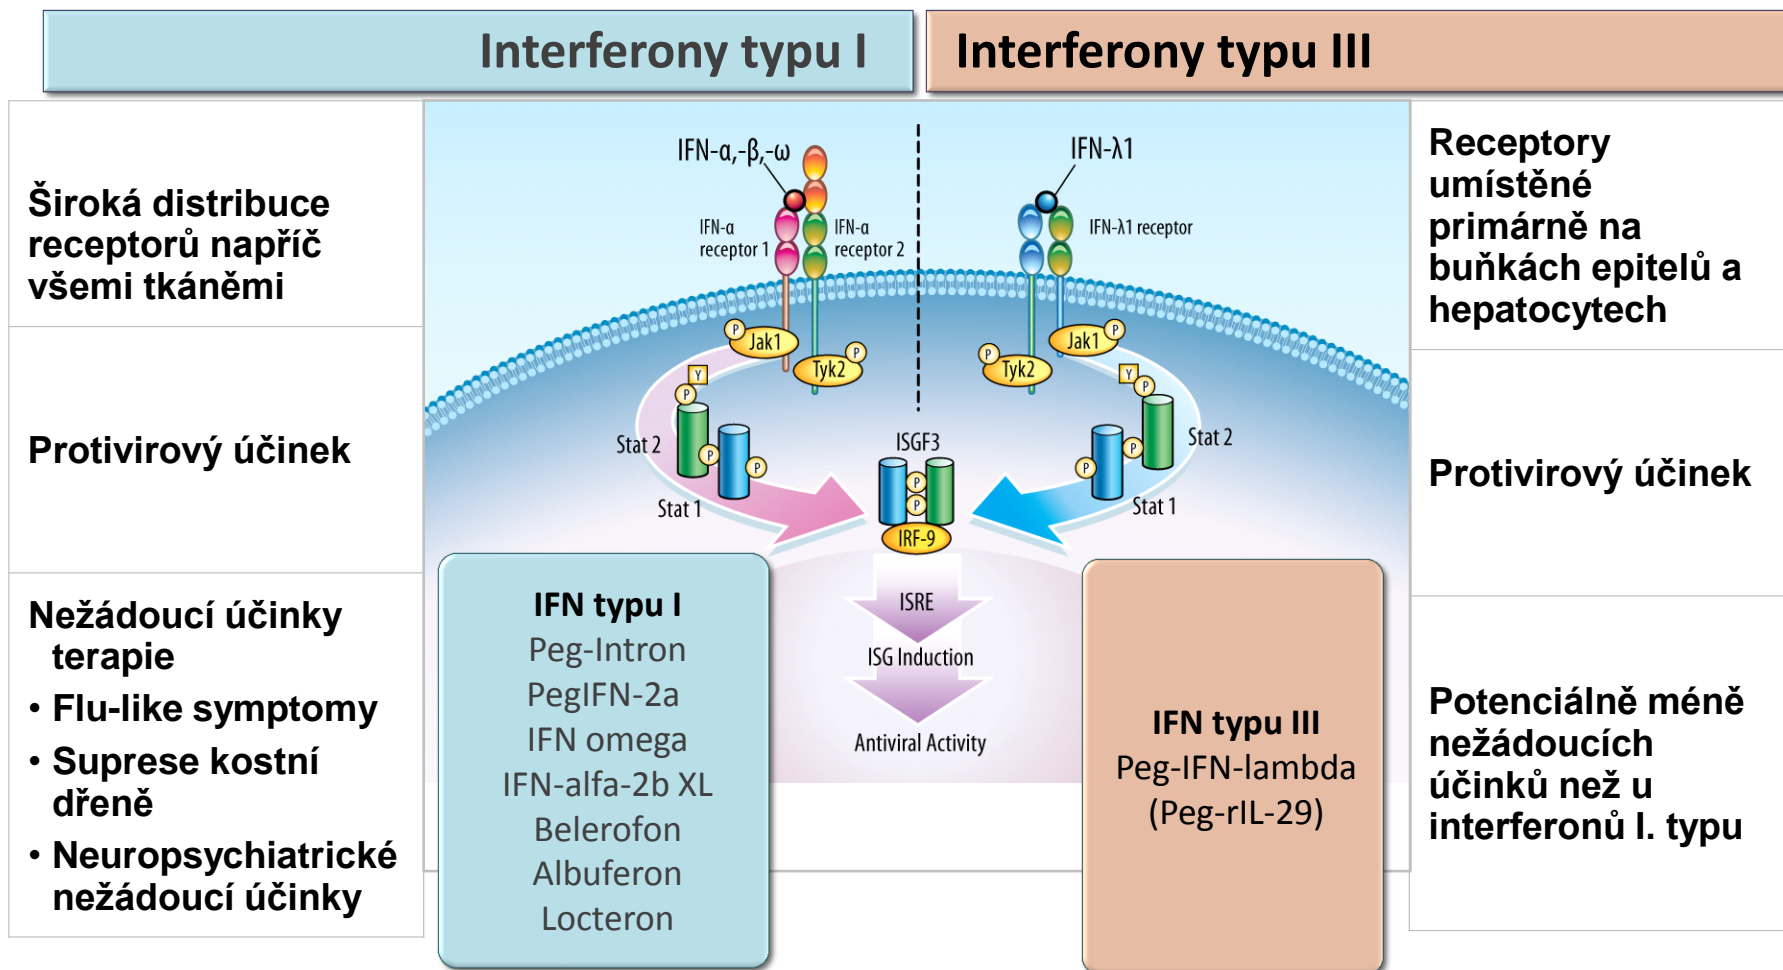 Interferony typu I
Interferony typu III
Široká distribuce
receptorů napříč
všemi tkáněmi
Protivirový účinek
Nežádoucí účinky
terapie
• Flu-like symptomy
• Suprese kostní
dřeně
• Neuropsychiatrické
nežádoucí účinky
IFN-α,-β,-ω
IFN-α
receptor 1
IFN-α
receptor 2
P
Jak1
P
Tyk2
Y
P
Stat 2
P
P
Stat 1
IFN-λ1
IFN-λ1 receptor
P
Jak1
P
Tyk2
Y
P
Stat 2
P
P
Stat 1
ISGF3
P
P
IRF-9
ISRE
ISG Induction
Antiviral Activity
IFN typu I
Peg-Intron
PegIFN-2a
IFN omega
IFN-alfa-2b XL
Belerofon
Albuferon
Locteron
IFN typu III
Peg-IFN-lambda
(Peg-rIL-29)
Receptory
umístěné
primárně na
buňkách epitelů a
hepatocytech
Protivirový účinek
Potenciálně méně
nežádoucích
účinků než u
interferonů I. typu